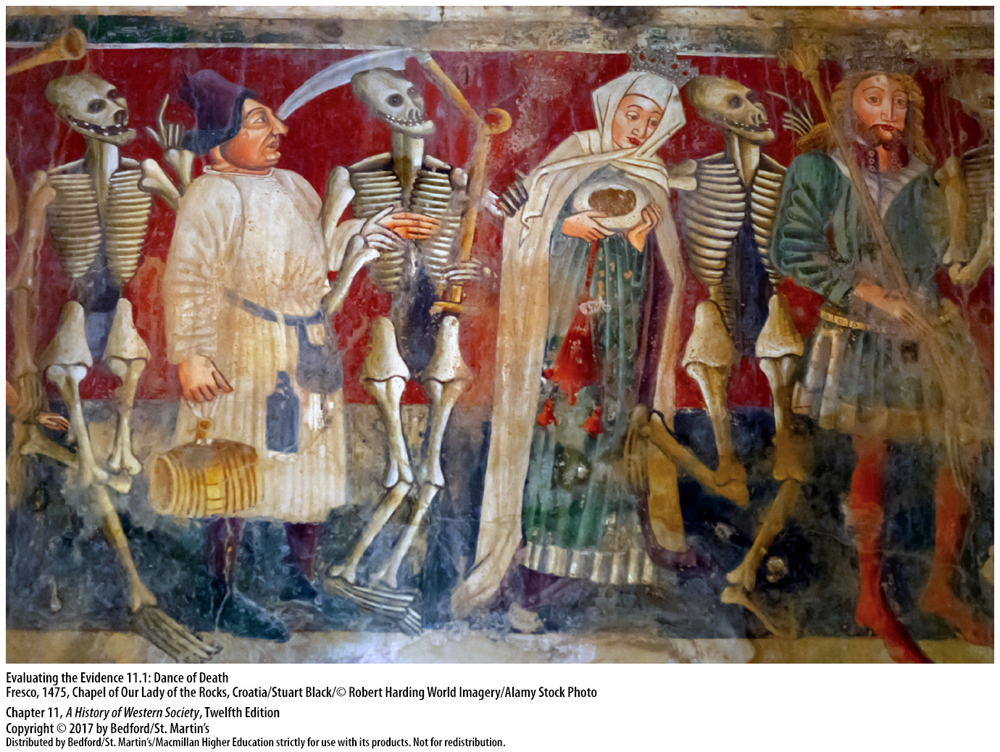 Evaluating the Evidence 11.1: Dance of Death
Fresco, 1475, Chapel of Our Lady of the Rocks, Croatia/Stuart Black/© Robert Harding World Imagery/Alamy Stock Photo
Chapter 11, A History of Western Society, Twelfth Edition
Copyright © 2017 by Bedford/St. Martin's
Distributed by Bedford/St. Martin's/Macmillan Higher Education strictly for use with its products. Not for redistribution.